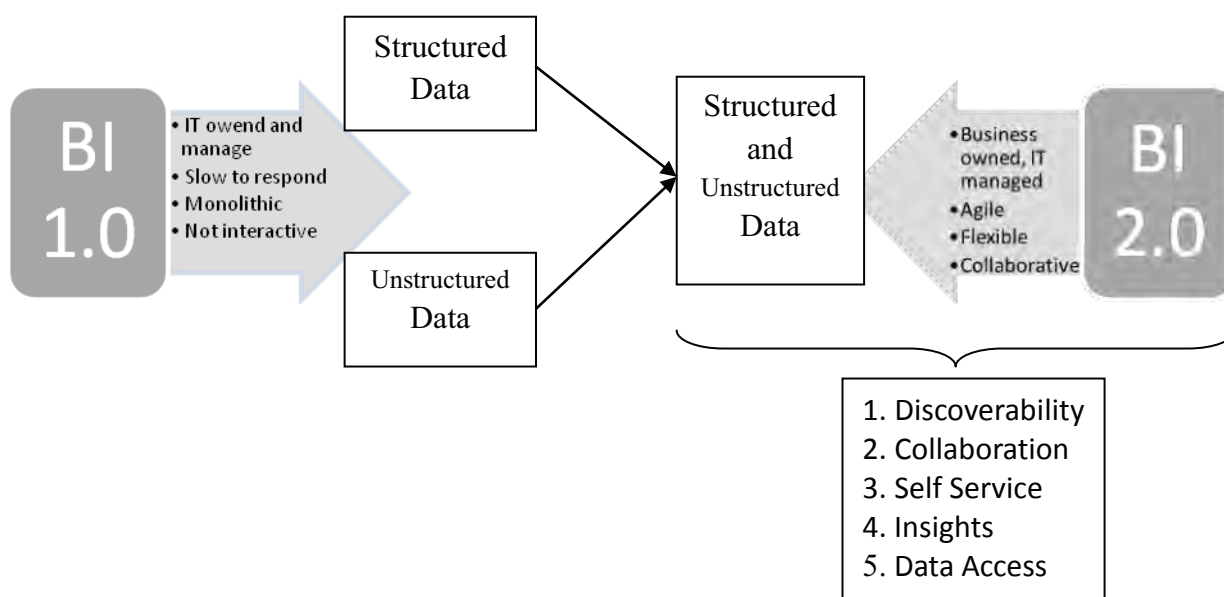 BI
1.0
• IT owend and
manage
• Slow to respond
• Monolithic
• Not interactive
Structured
Data
Unstructured
Data
Structured
and
Unstructured
Data
•Business
owned, IT
managed
•Agile
•Flexible
•Collaborative
BI
2.0
1. Discoverability
2. Collaboration
3. Self Service
4. Insights
5. Data Access